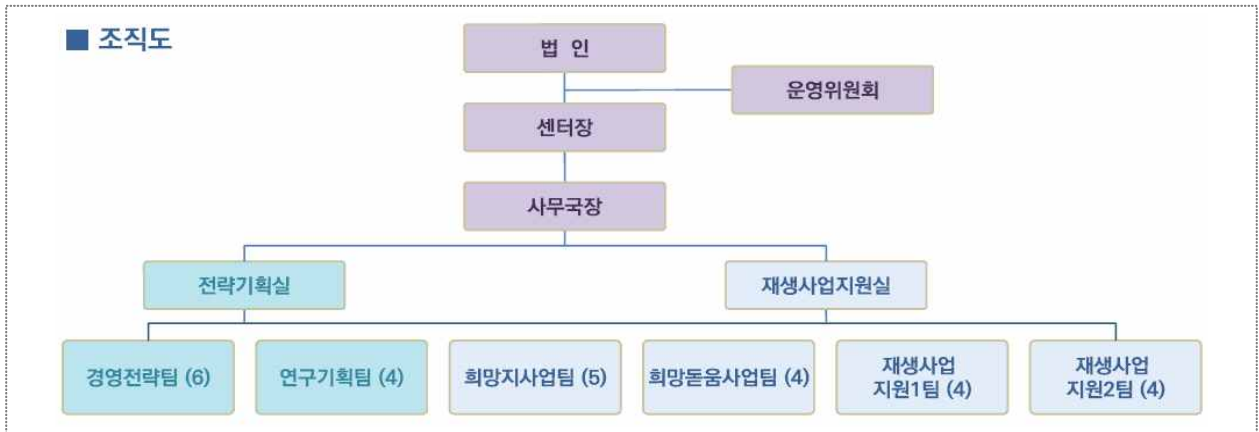 ■ 조직도
법 인
운영위원회
센터장
사무국장
전략기획실
재생사업지원실
경영전략팀 (6)
연구기획팀 (4)
희망지사업팀 (5)
희망돋움사업팀 (4)
재생사업
지원1팀 (4)
재생사업
지원2팀 (4)